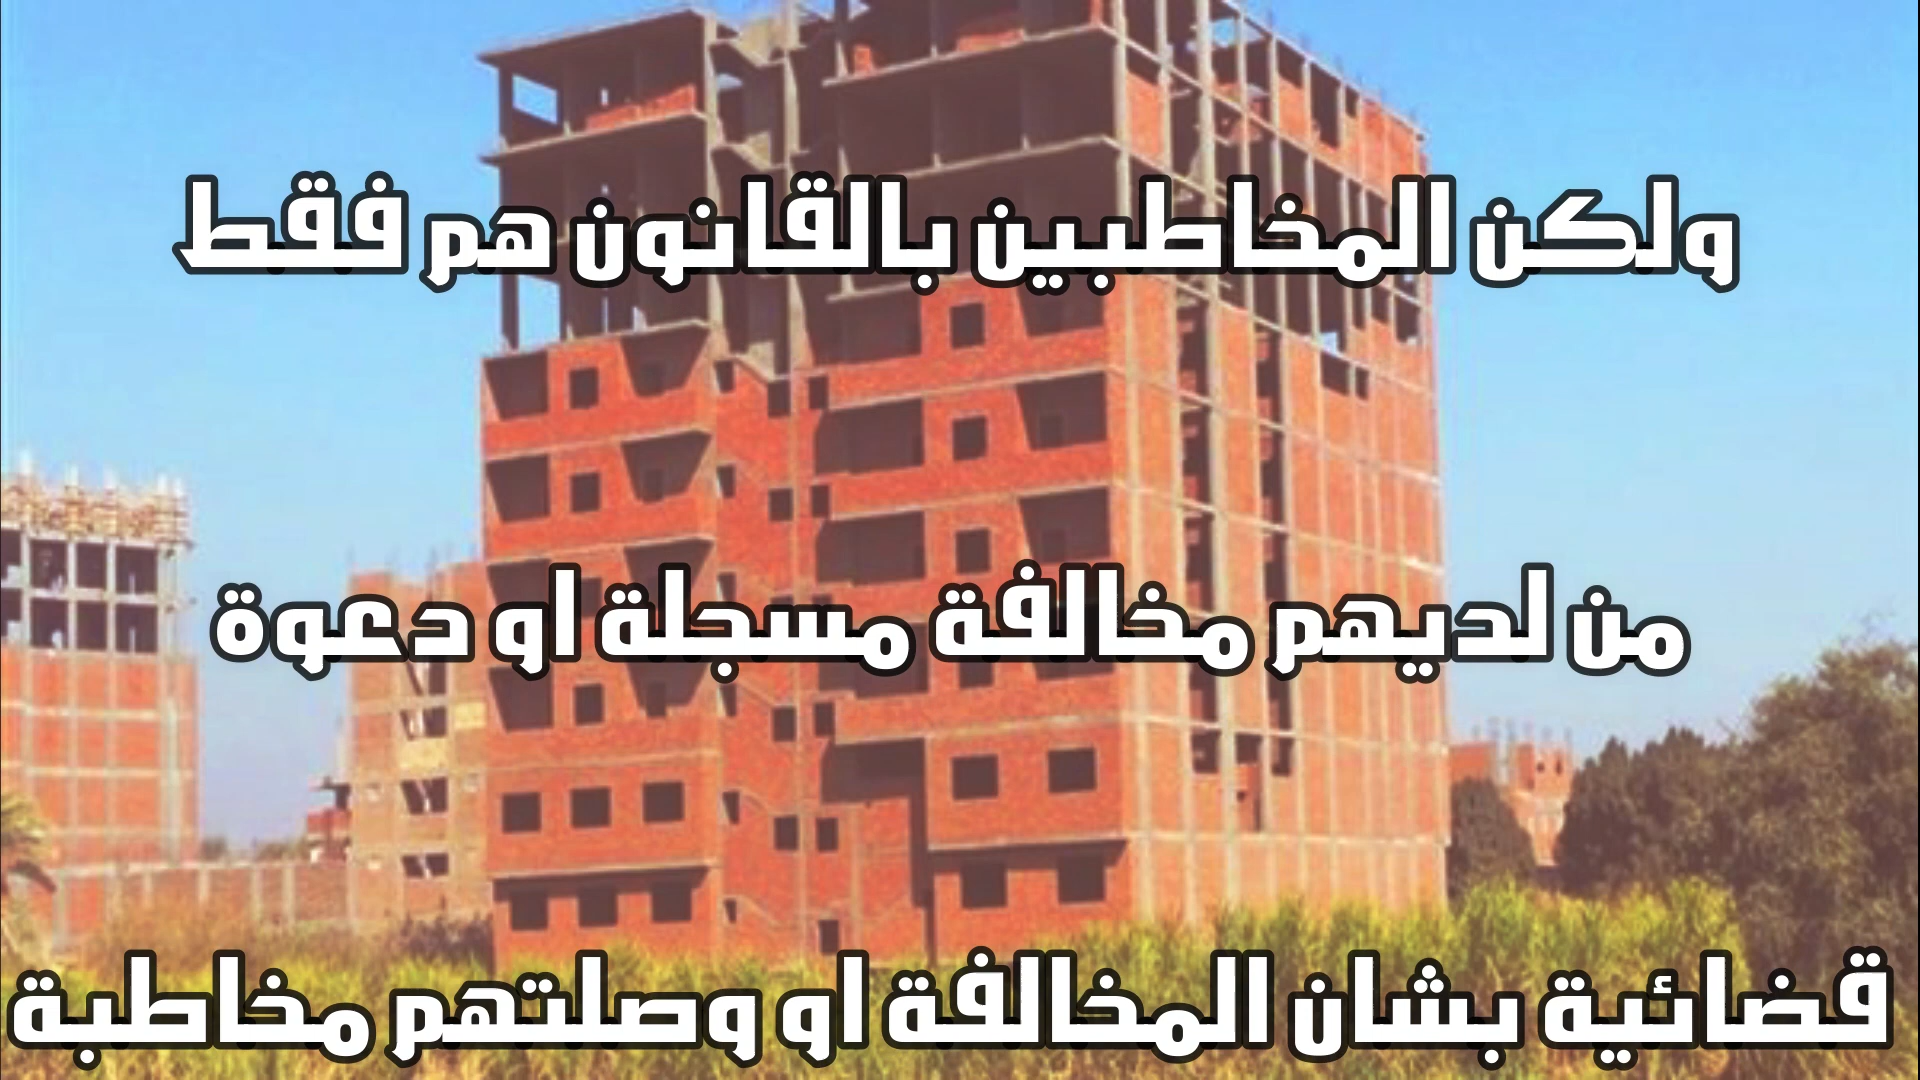 ولكن المخاطبين بالقانون هم فقط
من لديهم مخالفة مسجلة او دعوة
قضائية بشان المخالفة او وصلتهم مخاطبة